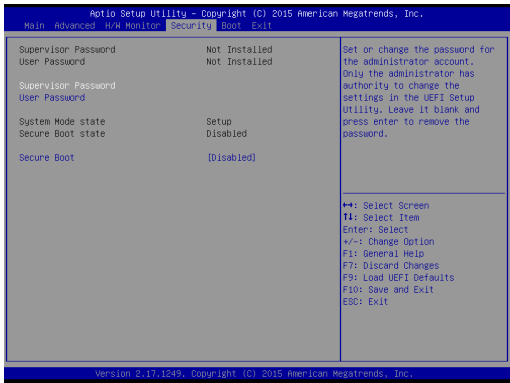 Aptio Setup Utility - Copyright (C) 2015 American Megatrends, Inc.
Main Advanced H/W Monitor Security Boot Exit
Supervisor Password Not Installed
User Password Not Installed
Supervisor Password
User Password
System Mode state Setup
Secure Boot state Disabled
Secure Boot [Disabled]
Set or change the password for
the administrator account.
Only the administrator has
authority to change the
settings in the UEFI Setup
Utility. Leave it blank and
press enter to remove the
password.
↔: Select Screen
↑↓: Select Item
Enter: Select
+/-: Change Option
F1: General Help
F7: Discard Changes
F9: Load UEFI Defaults
F10: Save and Exit
ESC: Exit
Version 2.17.1249. Copyright (C) 2015 American Megatrends, Inc.